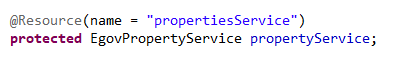 @Resource(name = "propertiesService")
protected EgovPropertyService propertyService;